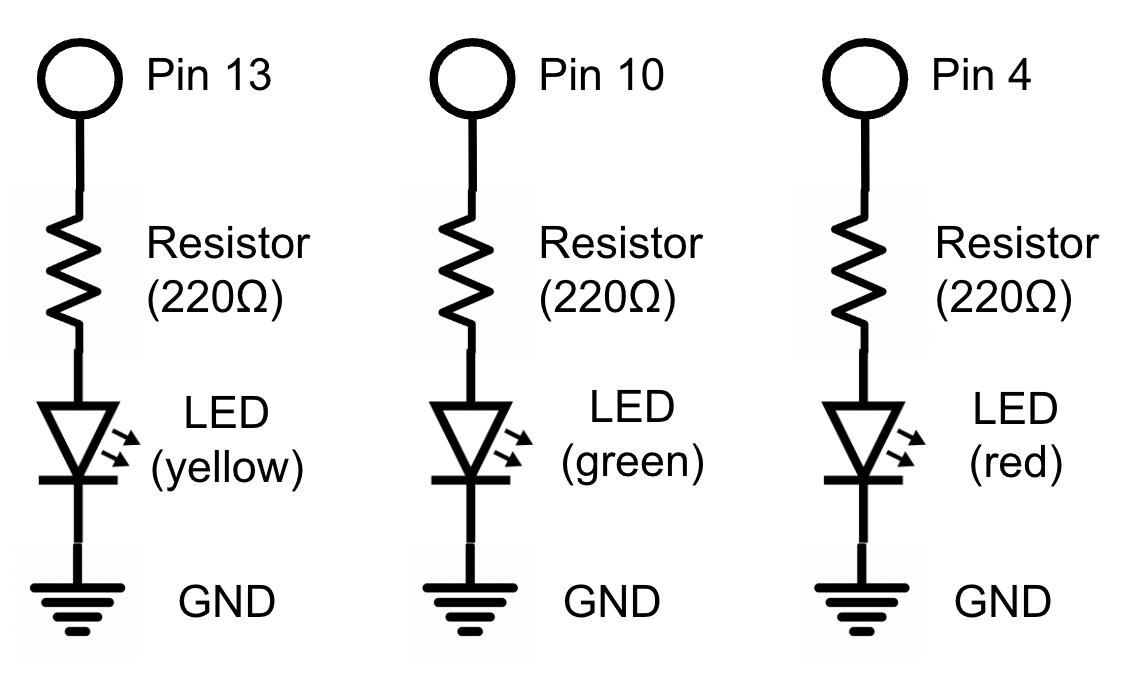 Pin 13
Pin 10
Pin 4
Resistor
(220Ω)
Resistor
(220Ω)
Resistor
(220Ω)
LED
(yellow)
LED
(green)
LED
(red)
GND
GND
GND